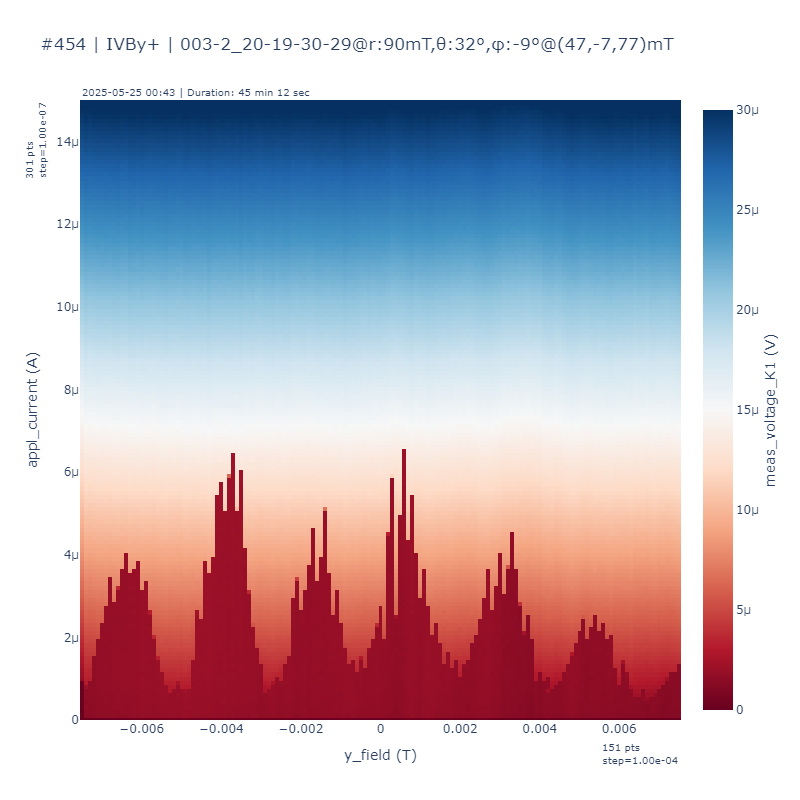 #454 | IVBy+ | 003-2_20-19-30-29@r:90mT,θ:32°,φ:-9°@(47,-7,77)mT
2025-05-25 00:43 | Duration: 45 min 12 sec
301 pts
step=1.00e-07
14μ
12μ
10μ
8μ
6μ
4μ
2μ
0
appl_current (A)
−0.006
−0.004
−0.002
0
0.002
0.004
0.006
y_field (T)
151 pts
step=1.00e-04
30μ
25μ
20μ
15μ
10μ
5μ
0
meas_voltage_K1 (V)